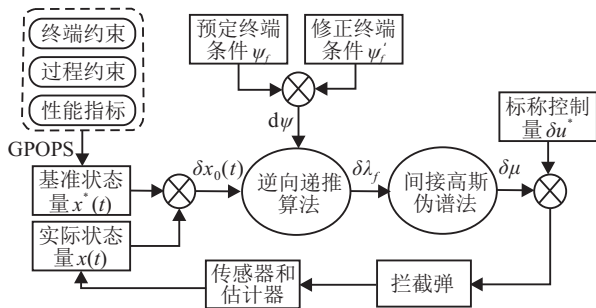 终端约束
过程约束
性能指标
GPOPS
预定终端
条件 ψf
修正终端
条件 ψf′
dψ
标称控制
量 δu*
基准状态
量 x*(t)
δx0(t)
逆向递推
算法
δλf
间接高斯
伪谱法
δμ
实际状态
量x(t)
传感器和
估计器
拦截弹